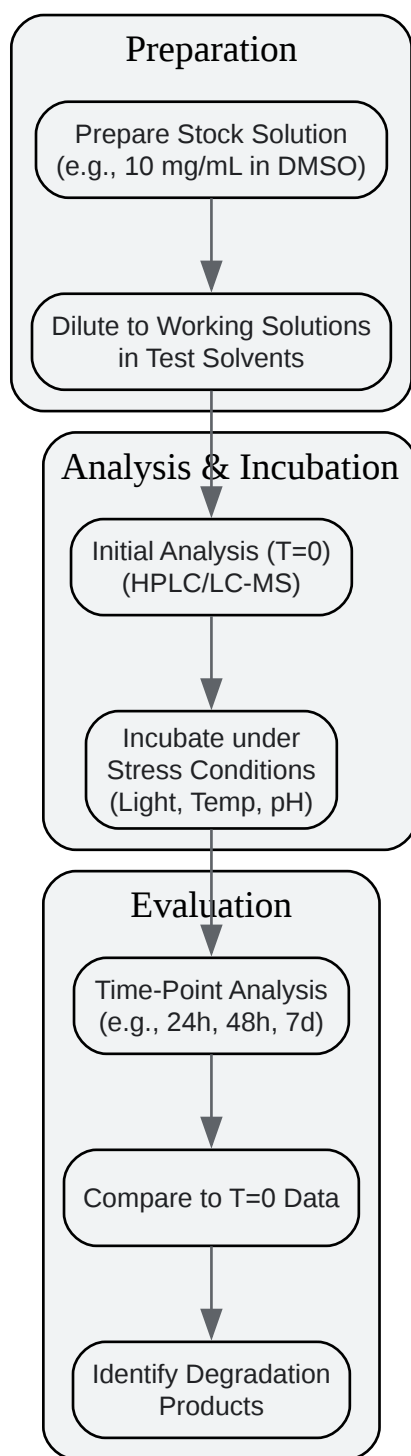 Preparation
Prepare Stock Solution
(e.g., 10 mg/mL in DMSO)
Dilute to Working Solutions
in Test Solvents
Analysis & Incubation
Initial Analysis (T=0)
(HPLC/LC-MS)
Incubate under
Stress Conditions
(Light, Temp, pH)
Evaluation
Time-Point Analysis
(e.g., 24h, 48h, 7d)
Compare to T=0 Data
Identify Degradation
Products